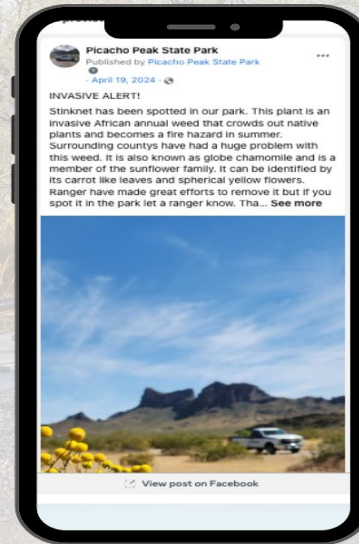 Picacho Peak State Park
Published by Picacho Peak State Park
· April 19, 2024 ·
INVASIVE ALERT!
Stinknet has been spotted in our park. This plant is an
invasive African annual weed that crowds out native
plants and becomes a fire hazard in summer.
Surrounding countys have had a huge problem with
this weed. It is also known as globe chamomile and is a
member of the sunflower family. It can be identified by
its carrot like leaves and spherical yellow flowers.
Ranger have made great efforts to remove it but if you
spot it in the park let a ranger know. Tha... See more
View post on Facebook